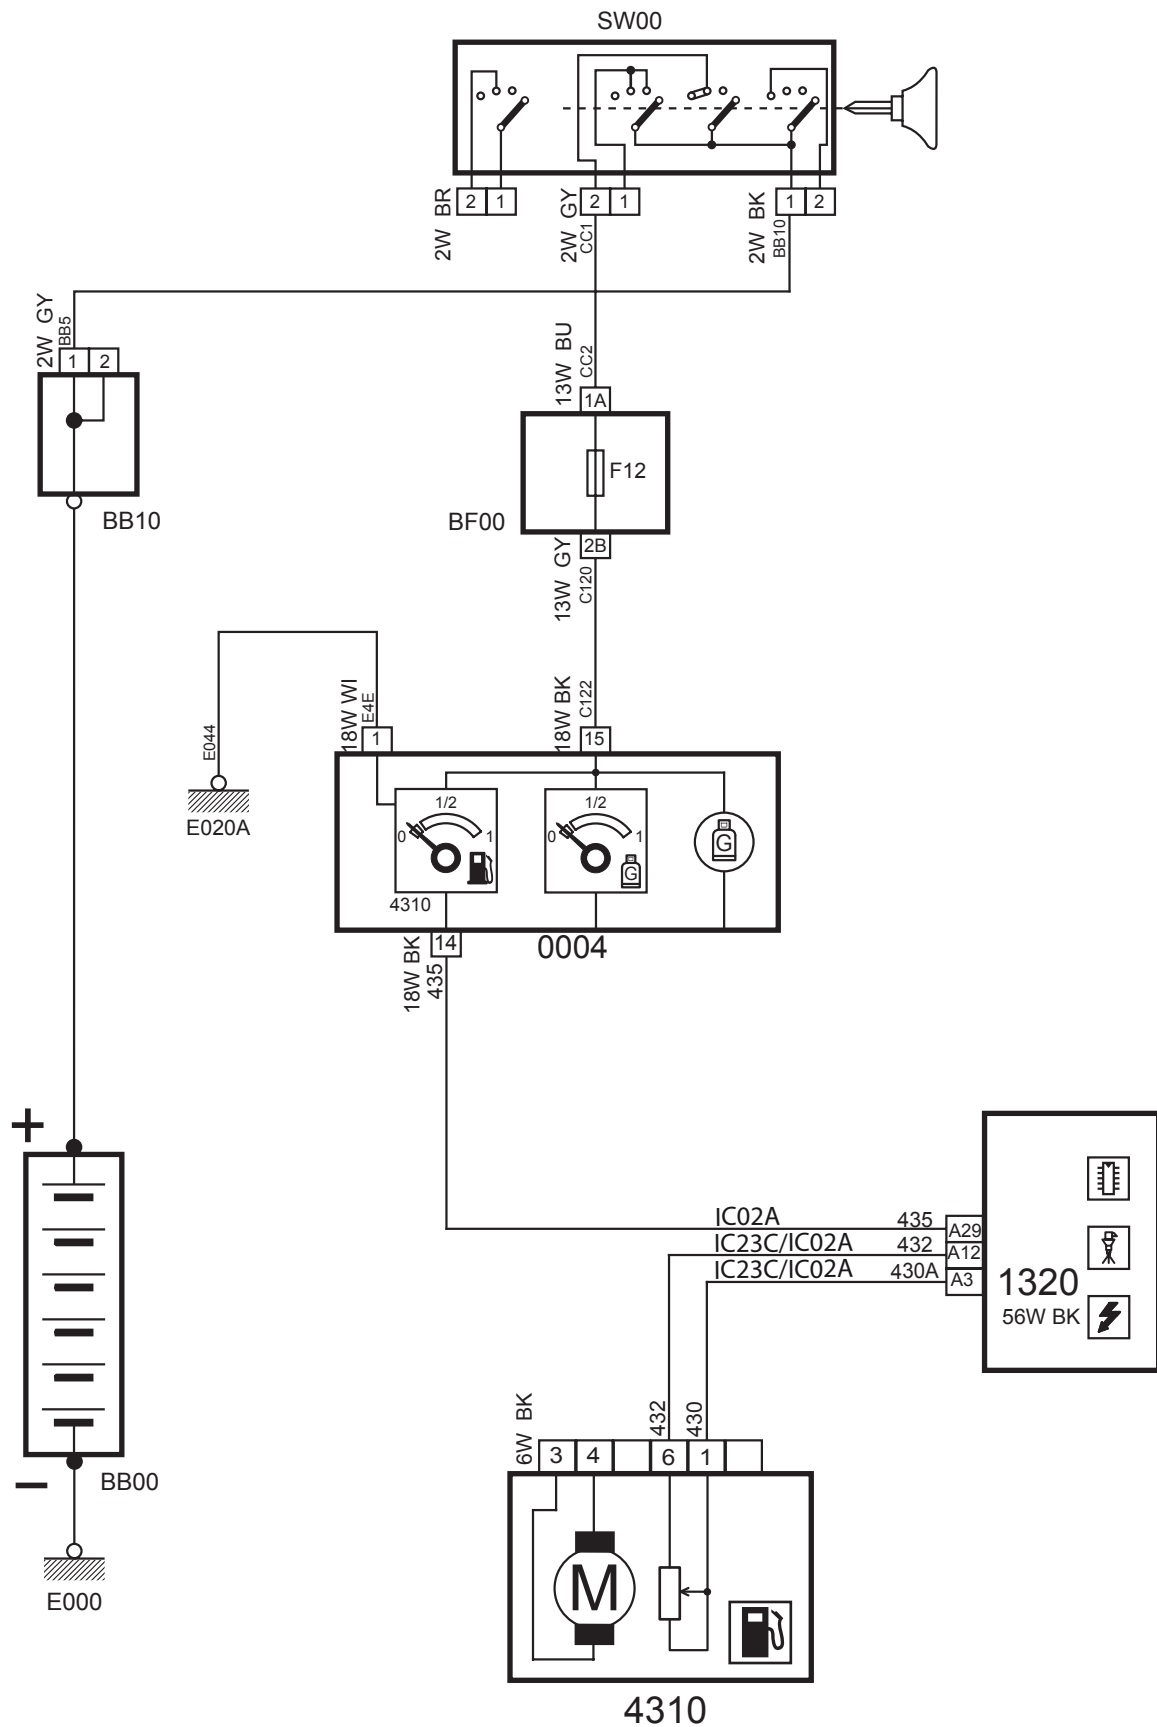 SW00
2W BR
2
1
2W GY
CC1
2
1
2W BK
BB10
1
2
2W GY
BB5
1
2
BB10
13W BU
CC2
1A
F12
BF00
2B
13W GY
C120
E044
E020A
18W WI
E4E
1
18W BK
C122
15
0
1/2
1
4310
0
1/2
1
G
G
18W BK
435
14
0004
+
−
BB00
E000
IC02A
435
A29
IC23C/IC02A
432
A12
IC23C/IC02A
430A
A3
1320
56W BK
6W BK
432
430
3
4
6
1
M
4310